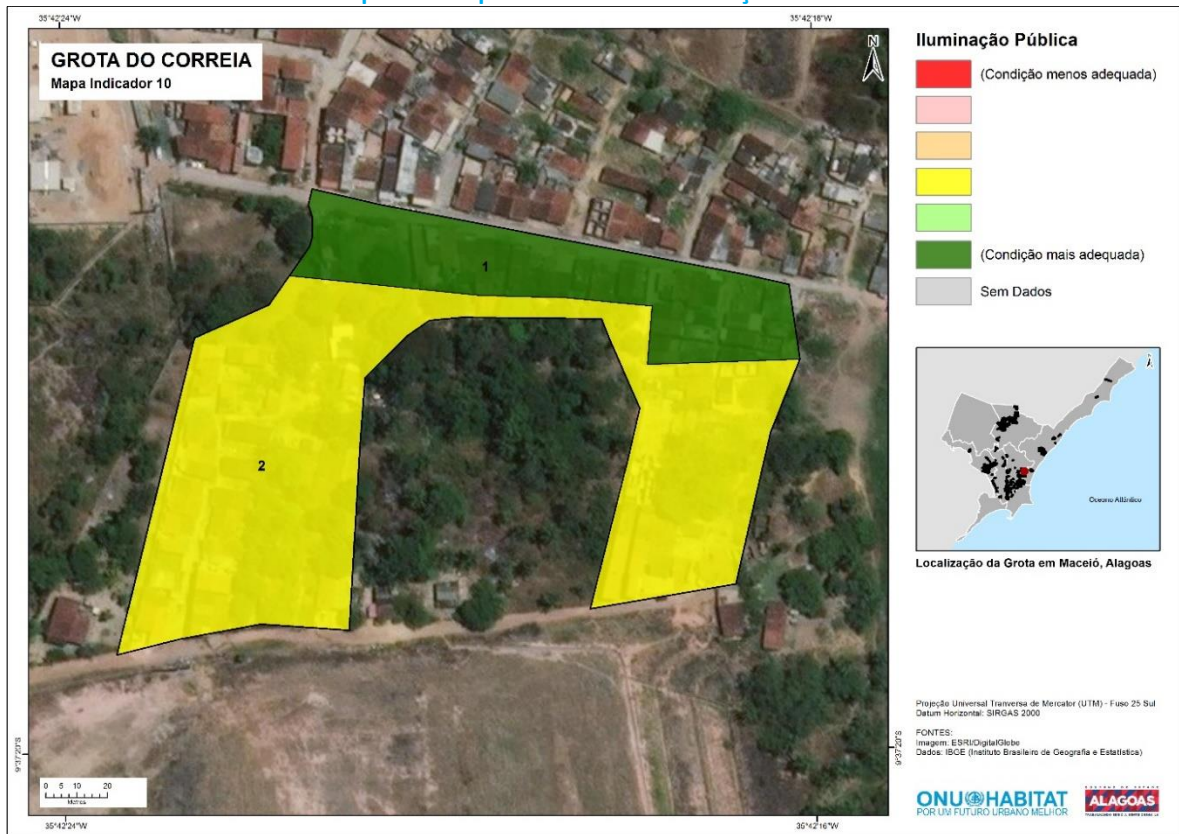 35°42'24"W
35°42'18"W
GROTA DO CORREIA
Mapa Indicador 10
N
1
2
9°37'20"S
9°37'20"S
0 5 10 20
Metros
35°42'24"W
35°42'16"W
Iluminação Pública
(Condição menos adequada)
(Condição mais adequada)
Sem Dados
Oceano Atlântico
Localização da Grota em Maceió, Alagoas
Projeção Universal Tranversa de Mercator (UTM) - Fuso 25 Sul
Datum Horizontal: SIRGAS 2000
FONTES:
Imagem: ESRI/DigitalGlobe
Dados: IBGE (Instituto Brasileiro de Geografia e Estatística)
ONU HABITAT
POR UM FUTURO URBANO MELHOR
ALAGOAS